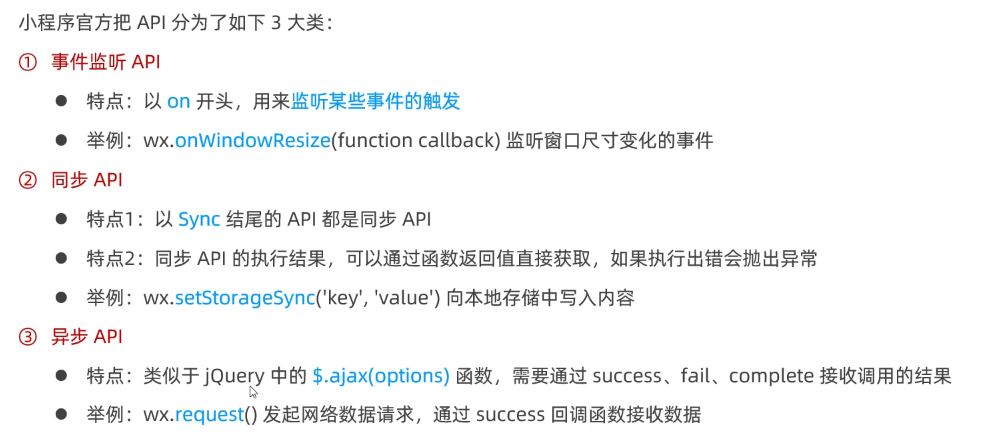 小程序官方把 API 分为了如下 3 大类：
① 事件监听 API
● 特点：以 on 开头，用来监听某些事件的触发
● 举例：wx.onWindowResize(function callback) 监听窗口尺寸变化的事件
② 同步 API
● 特点1：以 Sync 结尾的 API 都是同步 API
● 特点2：同步 API 的执行结果，可以通过函数返回值直接获取，如果执行出错会抛出异常
● 举例：wx.setStorageSync('key', 'value') 向本地存储中写入内容
③ 异步 API
● 特点：类似于 jQuery 中的 $.ajax(options) 函数，需要通过 success、fail、complete 接收调用的结果
● 举例：wx.request() 发起网络数据请求，通过 success 回调函数接收数据